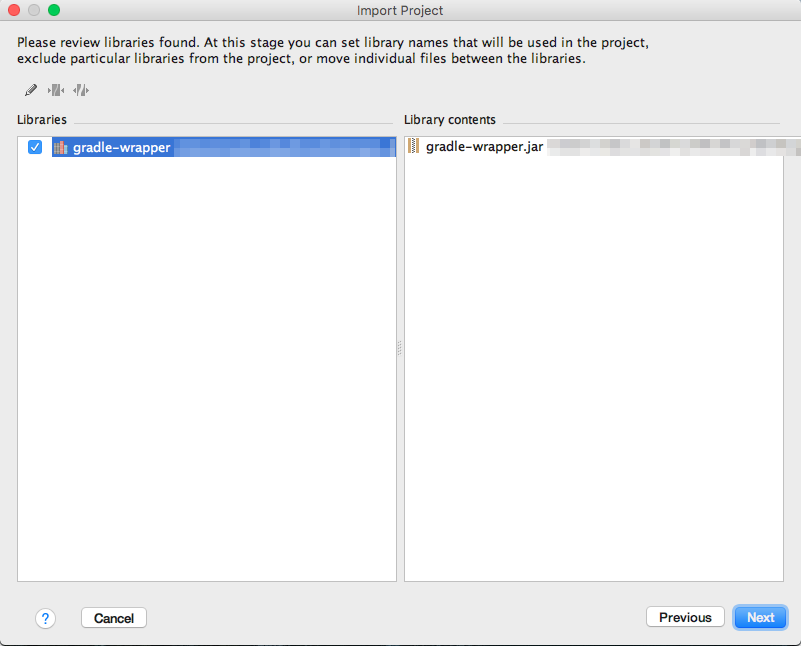 Import Project
Please review libraries found. At this stage you can set library names that will be used in the project,
exclude particular libraries from the project, or move individual files between the libraries.
Libraries
Library contents
gradle-wrapper
gradle-wrapper.jar
?
Cancel
Previous
Next